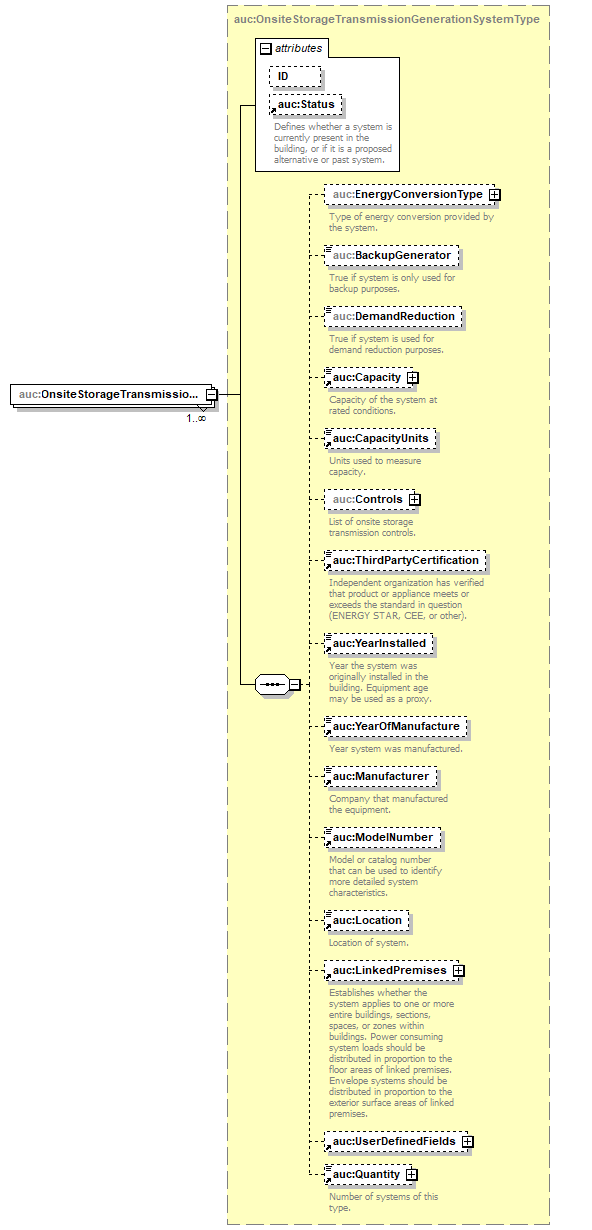 auc:OnsiteStorageTransmissionGenerationSystemType
attributes
ID
auc:Status
Defines whether a system is
currently present in the
building, or if it is a proposed
alternative or past system.
auc:EnergyConversionType
Type of energy conversion provided by
the system.
auc:BackupGenerator
True if system is only used for
backup purposes.
auc:DemandReduction
True if system is used for
demand reduction purposes.
auc:Capacity
Capacity of the system at
rated conditions.
auc:OnsiteStorageTransmissio...
1..∞
auc:CapacityUnits
Units used to measure
capacity.
auc:Controls
List of onsite storage
transmission controls.
auc:ThirdPartyCertification
Independent organization has verified
that product or appliance meets or
exceeds the standard in question
(ENERGY STAR, CEE, or other).
auc:YearInstalled
Year the system was
originally installed in the
building. Equipment age
may be used as a proxy.
auc:YearOfManufacture
Year system was manufactured.
auc:Manufacturer
Company that manufactured
the equipment.
auc:ModelNumber
Model or catalog number
that can be used to identify
more detailed system
characteristics.
auc:Location
Location of system.
auc:LinkedPremises
Establishes whether the
system applies to one or more
entire buildings, sections,
spaces, or zones within
buildings. Power consuming
system loads should be
distributed in proportion to the
floor areas of linked premises.
Envelope systems should be
distributed in proportion to the
exterior surface areas of linked
premises.
auc:UserDefinedFields
auc:Quantity
Number of systems of this
type.